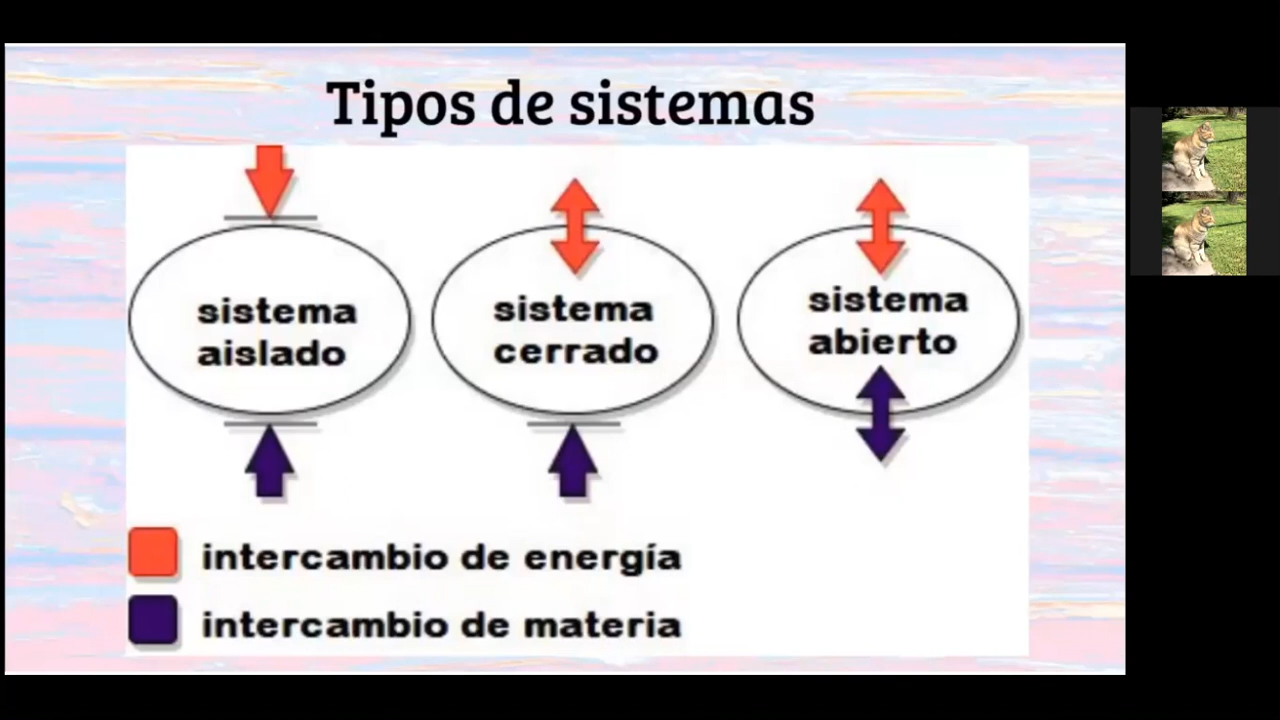 Tipos de sistemas
sistema
aislado
sistema
cerrado
sistema
abierto
intercambio de energía
intercambio de materia